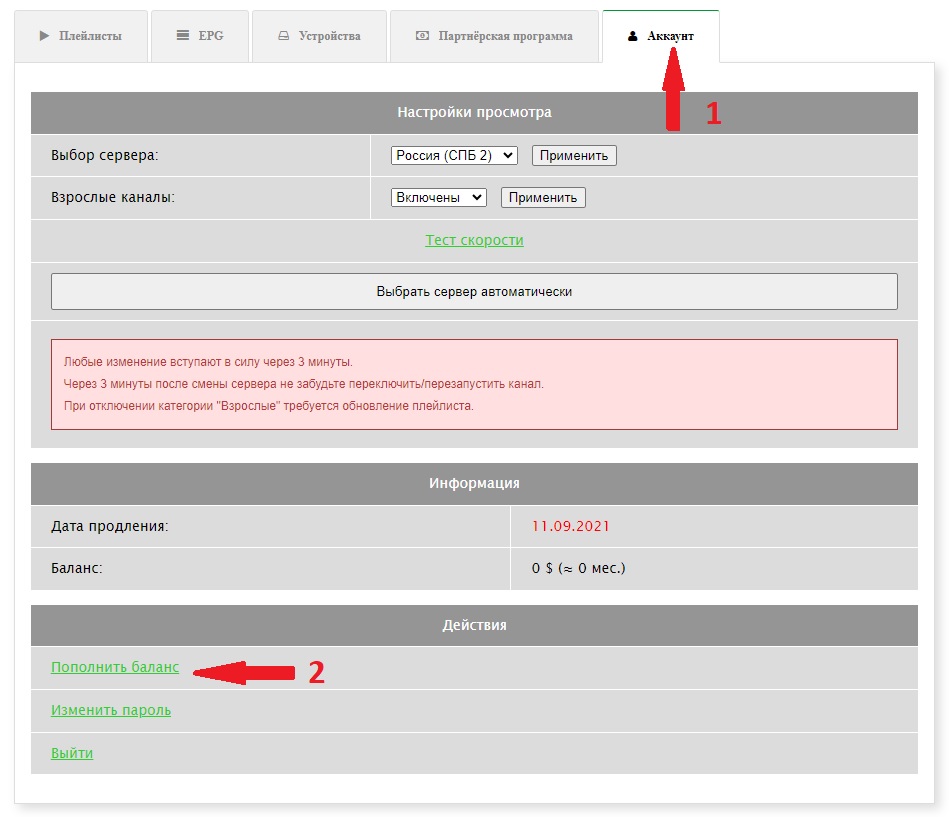 Плейлисты EPG Устройства Партнёрская программа Аккаунт
1
Настройки просмотра
Выбор сервера: Россия (СПБ 2) Применить
Взрослые каналы: Включены Применить
Тест скорости
Выбрать сервер автоматически
Любые изменение вступают в силу через 3 минуты.
Через 3 минуты после смены сервера не забудьте переключить/перезапустить канал.
При отключении категории "Взрослые" требуется обновление плейлиста.
Информация
Дата продления: 11.09.2021
Баланс: 0 $ (≈ 0 мес.)
Действия
Пополнить баланс 2
Изменить пароль
Выйти